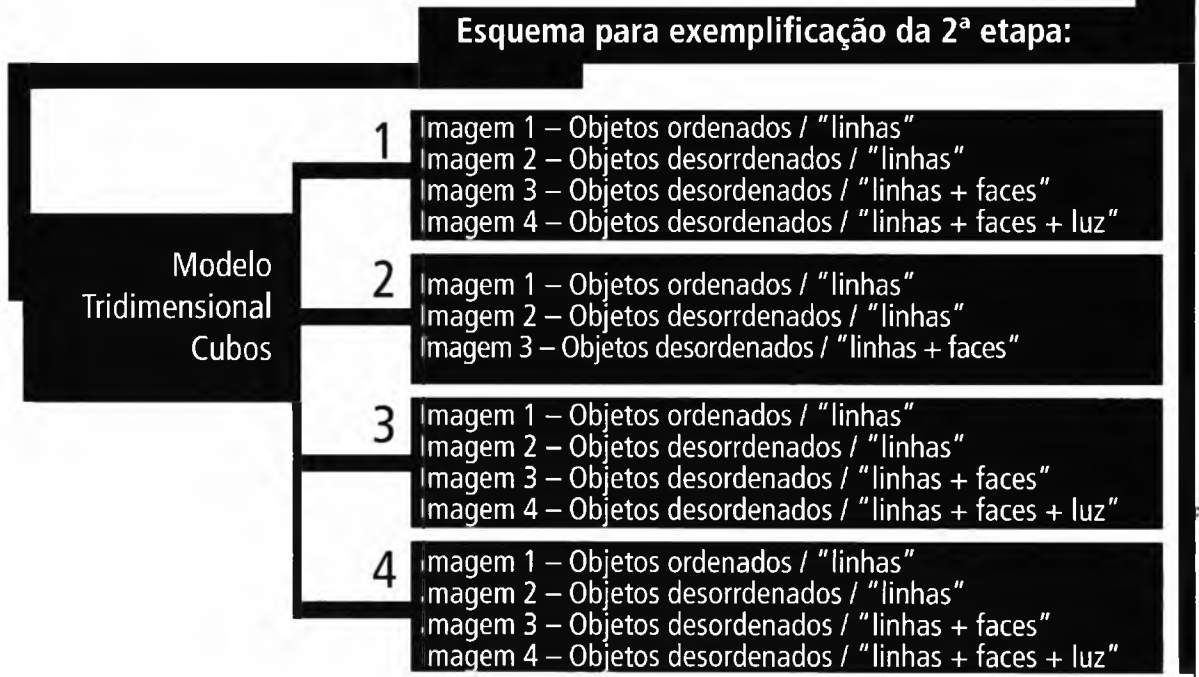 Esquema para exemplificação da 2ª etapa:
Modelo
Tridimensional
Cubos
1
Imagem 1 – Objetos ordenados / "linhas"
Imagem 2 – Objetos desorrdenados / "linhas"
Imagem 3 – Objetos desordenados / "linhas + faces"
Imagem 4 – Objetos desordenados / "linhas + faces + luz"
2
Imagem 1 – Objetos ordenados / "linhas"
Imagem 2 – Objetos desorrdenados / "linhas"
Imagem 3 – Objetos desordenados / "linhas + faces"
3
Imagem 1 – Objetos ordenados / "linhas"
Imagem 2 – Objetos desorrdenados / "linhas"
Imagem 3 – Objetos desordenados / "linhas + faces"
Imagem 4 – Objetos desordenados / "linhas + faces + luz"
4
Imagem 1 – Objetos ordenados / "linhas"
Imagem 2 – Objetos desorrdenados / "linhas"
Imagem 3 – Objetos desordenados / "linhas + faces"
Imagem 4 – Objetos desordenados / "linhas + faces + luz"